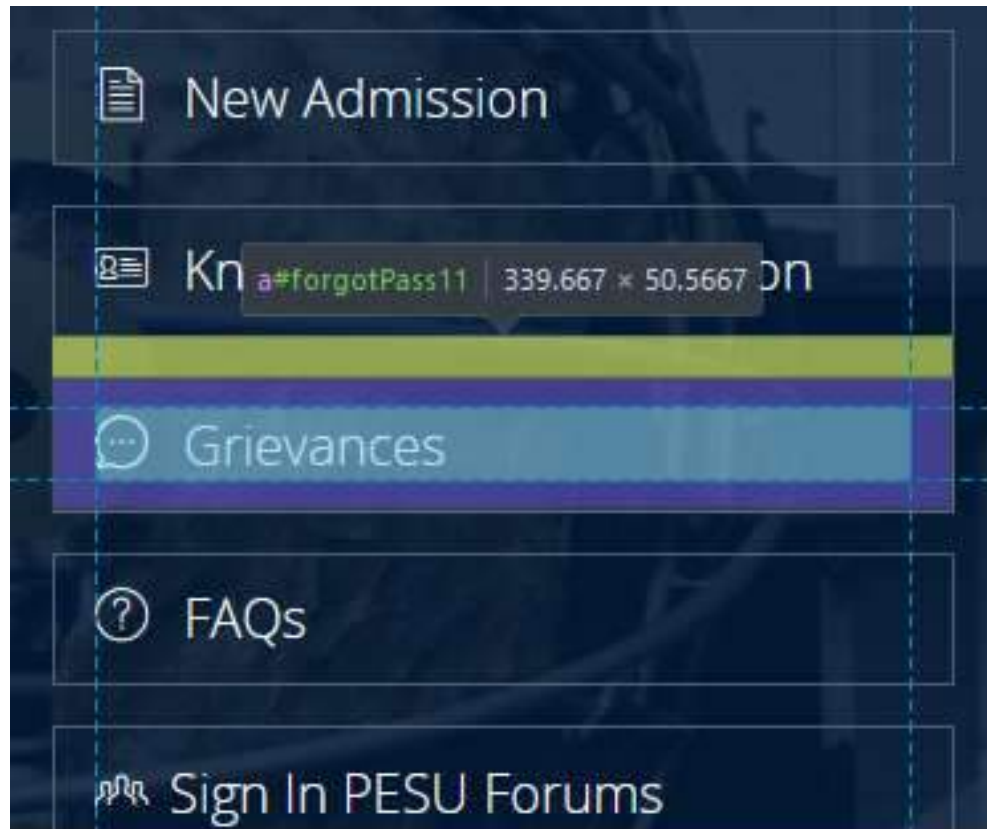 New Admission
Kn
on
a#forgotPass11 339.667 × 50.5667
Grievances
FAQs
Sign In PESU Forums